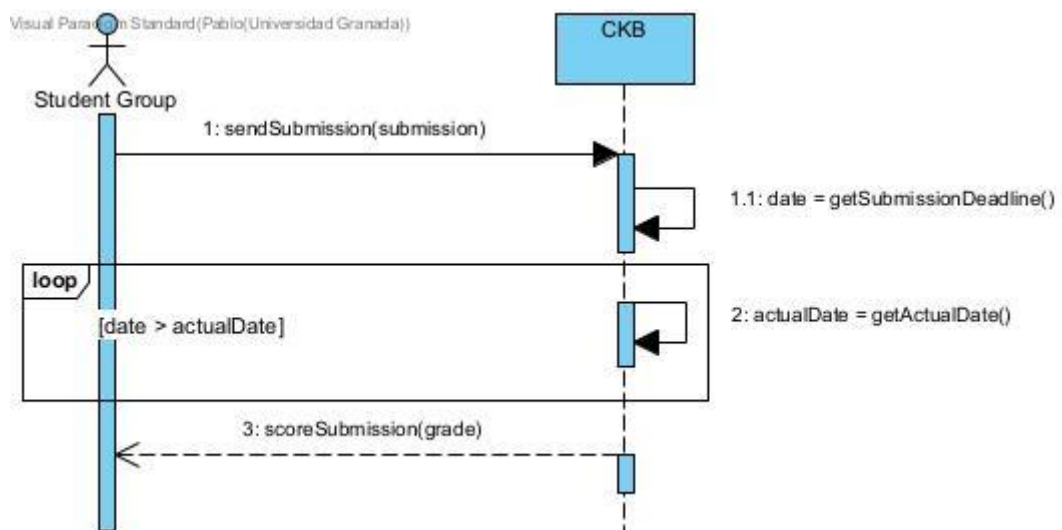 Visual Paradigm Standard(Pablo(Universidad Granada))
CKB
Student Group
1: sendSubmission(submission)
1.1: date = getSubmissionDeadline()
loop
[date > actualDate]
2: actualDate = getActualDate()
3: scoreSubmission(grade)